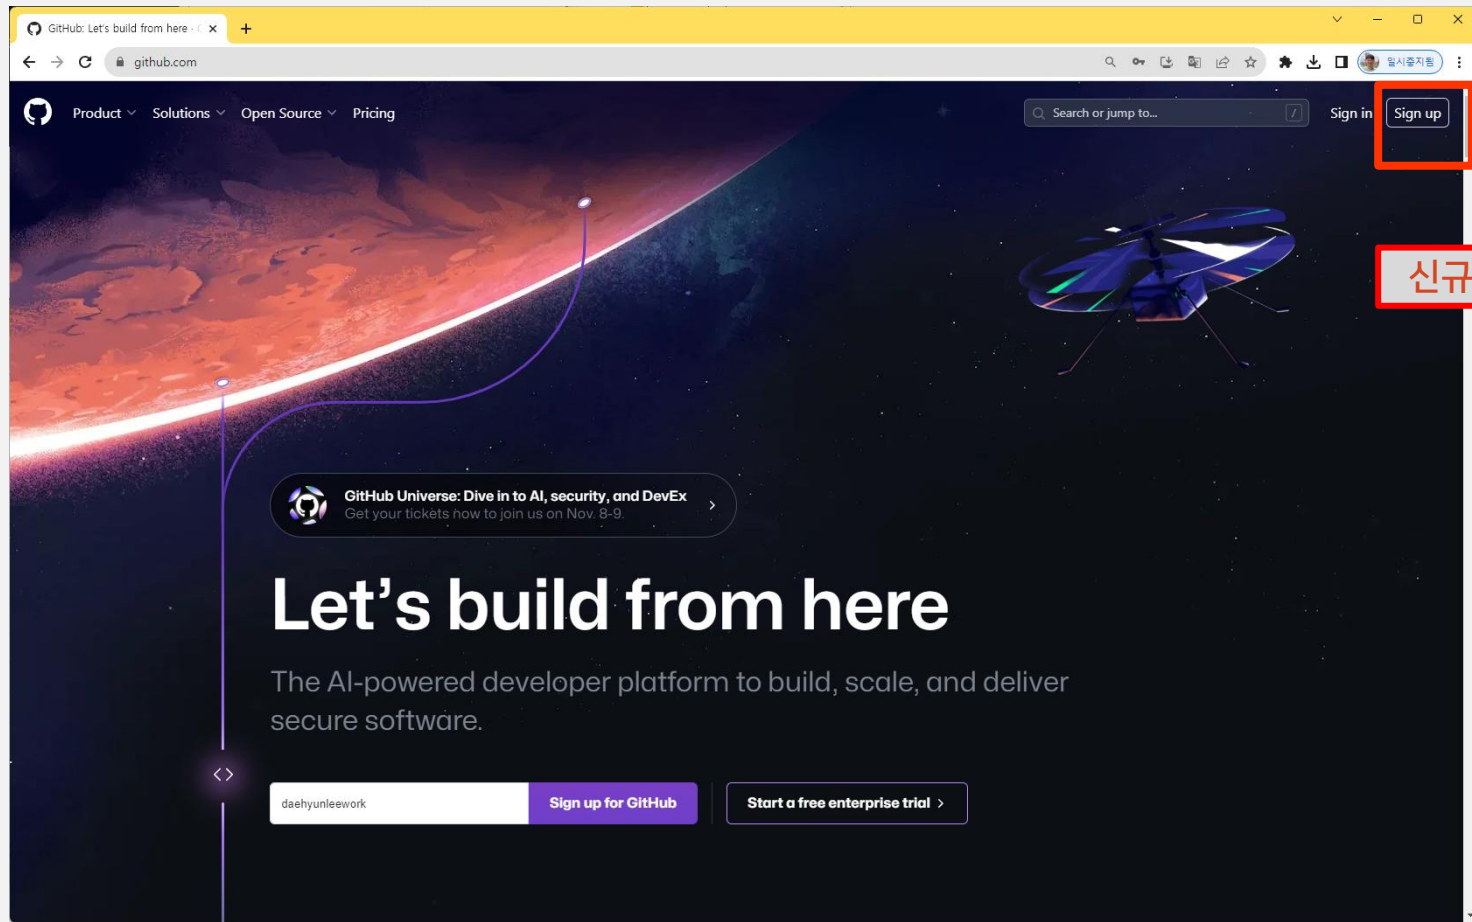 GitHub: Let's build from here · G
github.com
일시중지됨
Product
Solutions
Open Source
Pricing
Search or jump to...
/
Sign in
Sign up
신규
GitHub Universe: Dive in to AI, security, and DevEx
Get your tickets now to join us on Nov. 8-9.
Let's build from here
The AI-powered developer platform to build, scale, and deliver
secure software.
daehyunleework
Sign up for GitHub
Start a free enterprise trial